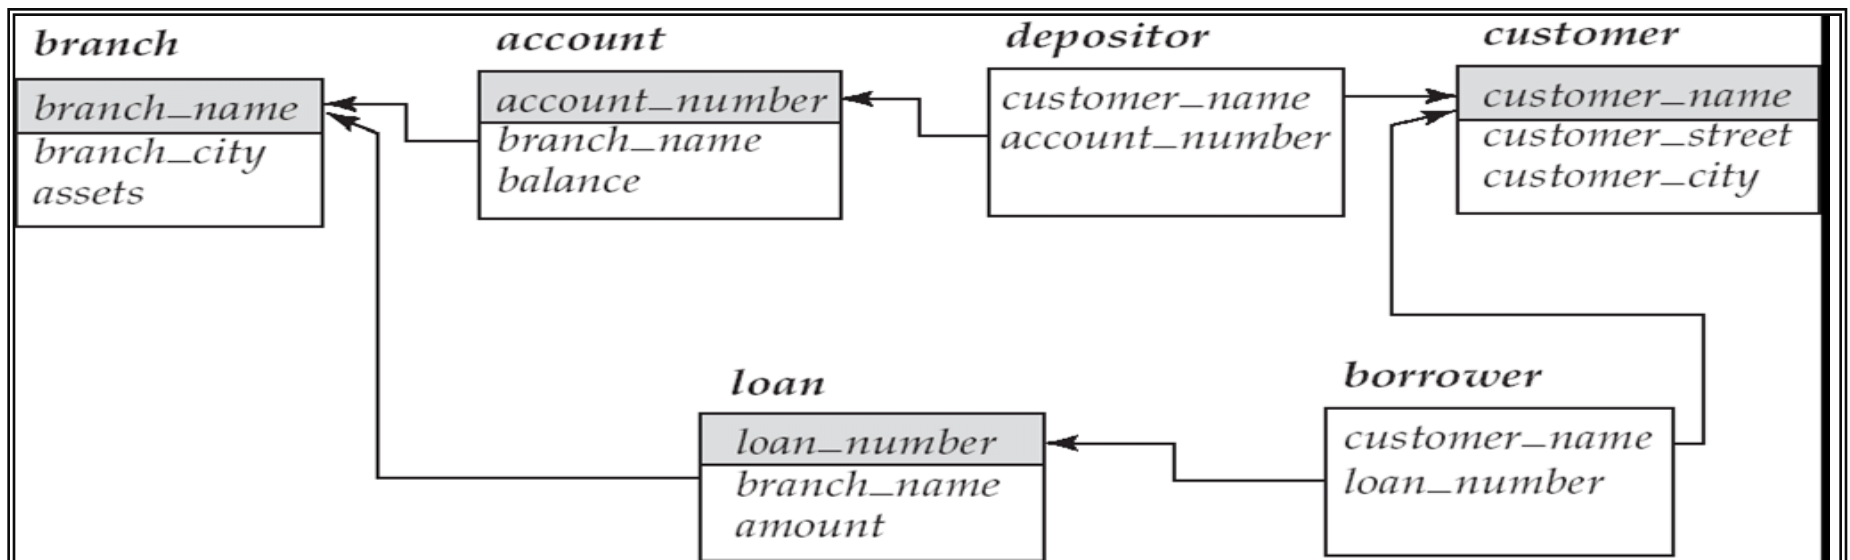 branch
branch_name
branch_city
assets
account
account_number
branch_name
balance
depositor
customer_name
account_number
customer
customer_name
customer_street
customer_city
loan
loan_number
branch_name
amount
borrower
customer_name
loan_number